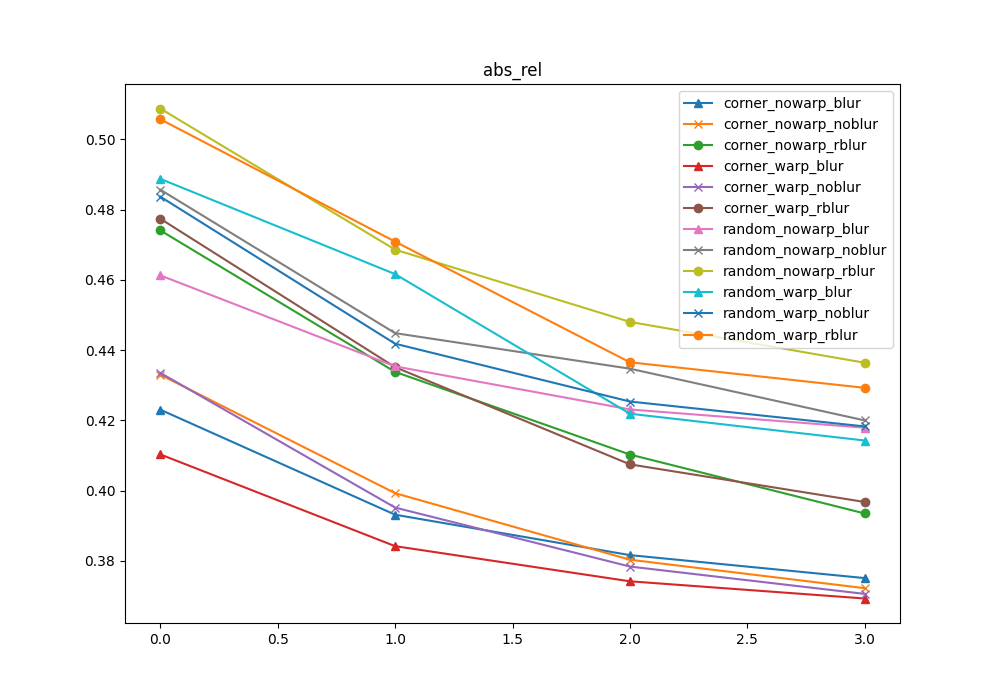 abs_rel
corner_nowarp_blur
corner_nowarp_noblur
corner_nowarp_rblur
corner_warp_blur
corner_warp_noblur
corner_warp_rblur
random_nowarp_blur
random_nowarp_noblur
random_nowarp_rblur
random_warp_blur
random_warp_noblur
random_warp_rblur
0.50
0.48
0.46
0.44
0.42
0.40
0.38
0.0 0.5 1.0 1.5 2.0 2.5 3.0